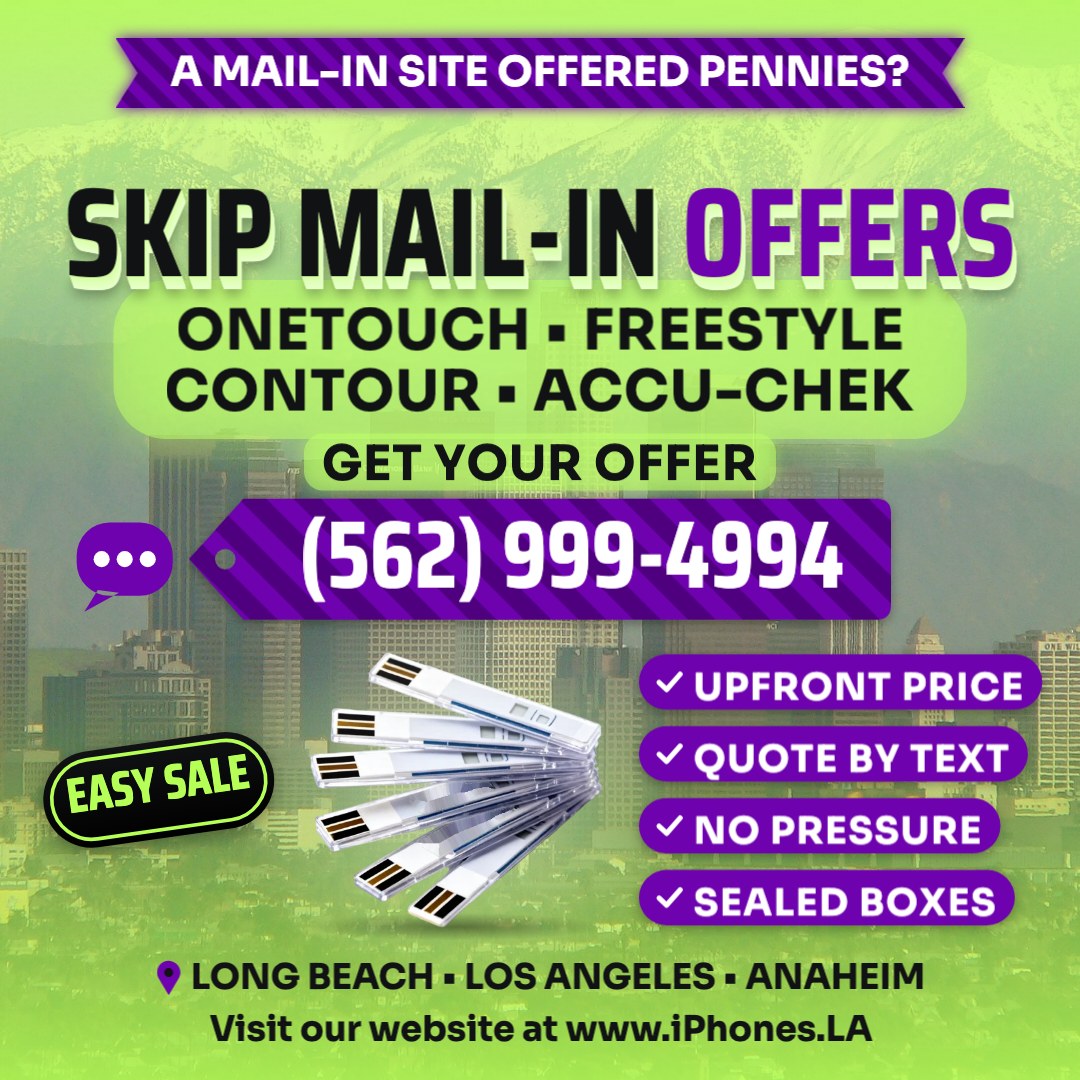 A MAIL-IN SITE OFFERED PENNIES?
SKIP MAIL-IN OFFERS
ONETOUCH ▪ FREESTYLE
CONTOUR ▪ ACCU-CHEK
GET YOUR OFFER
(562) 999-4994
✓ UPFRONT PRICE
✓ QUOTE BY TEXT
EASY SALE
✓ NO PRESSURE
✓ SEALED BOXES
LONG BEACH ▪ LOS ANGELES ▪ ANAHEIM
Visit our website at www.iPhones.LA